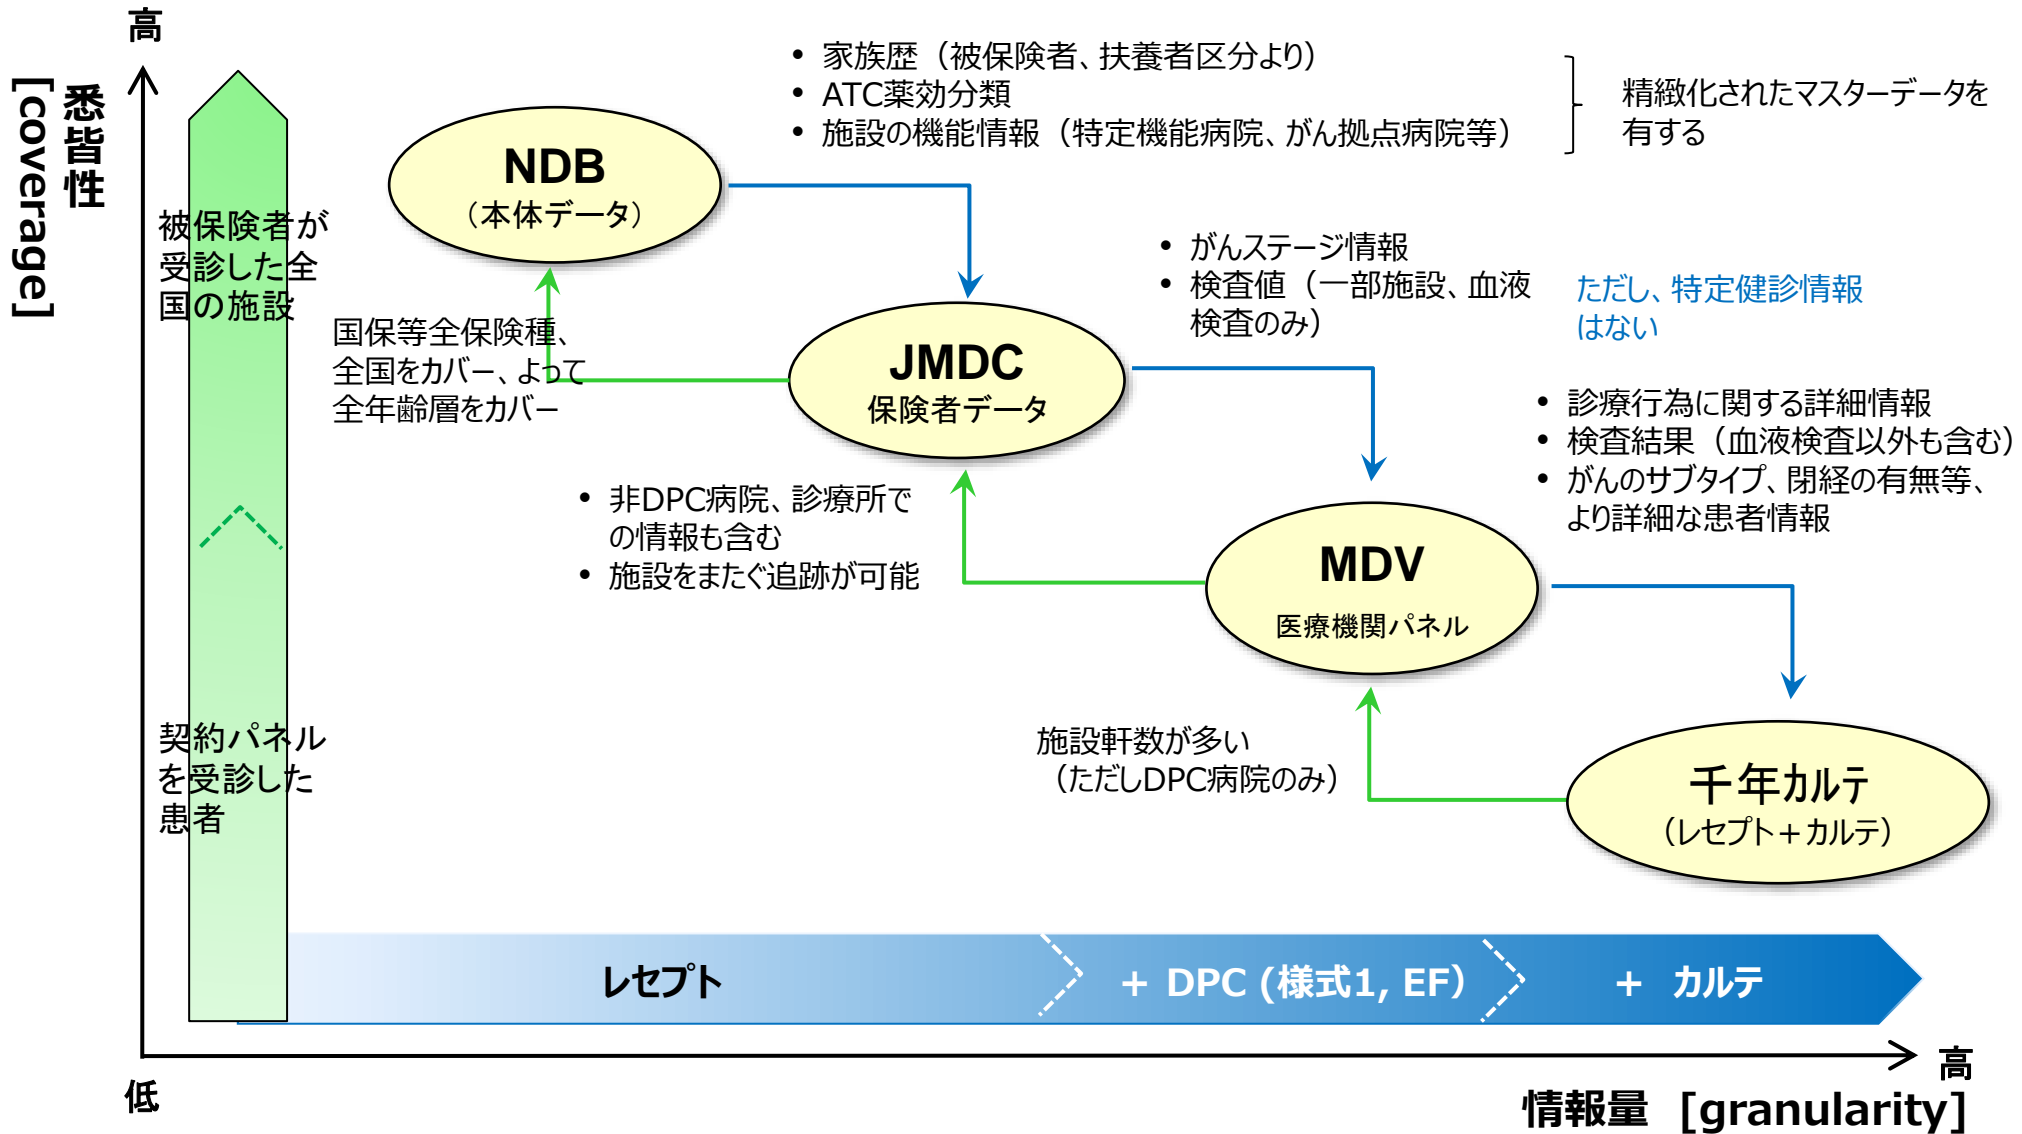 高
悉皆性
[coverage]
• 家族歴（被保険者、扶養者区分より）
• ATC薬効分類
• 施設の機能情報（特定機能病院、がん拠点病院等）
精緻化されたマスターデータを
有する
NDB
（本体データ）
被保険者が
受診した全
国の施設
• がんステージ情報
• 検査値（一部施設、血液
検査のみ）
ただし、特定健診情報
はない
国保等全保険種、
全国をカバー、よって
全年齢層をカバー
JMDC
保険者データ
• 診療行為に関する詳細情報
• 検査結果（血液検査以外も含む）
• がんのサブタイプ、閉経の有無等、
より詳細な患者情報
• 非DPC病院、診療所で
の情報も含む
• 施設をまたぐ追跡が可能
MDV
医療機関パネル
契約パネル
を受診した
患者
施設軒数が多い
（ただしDPC病院のみ）
千年カルテ
（レセプト＋カルテ）
レセプト
＋ DPC (様式1, EF）
＋ カルテ
低
高
情報量 [granularity]